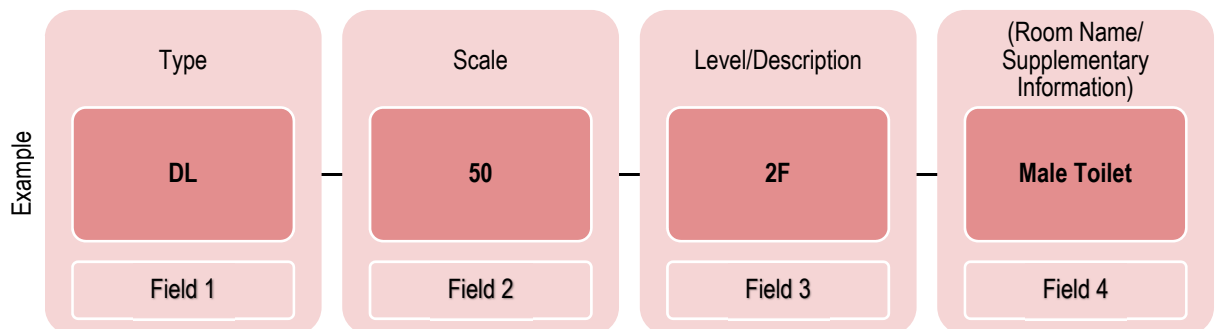 Example
Type
DL
Field 1
Scale
50
Field 2
Level/Description
2F
Field 3
(Room Name/
Supplementary
Information)
Male Toilet
Field 4